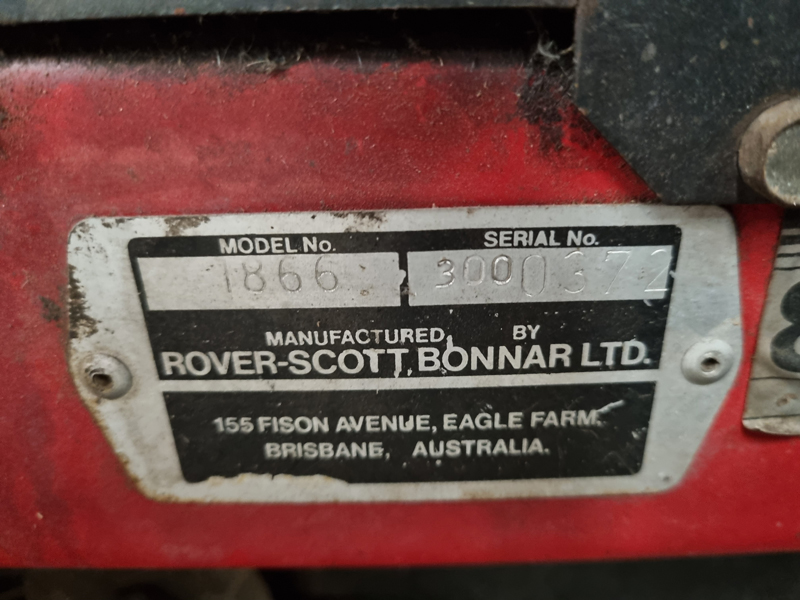 MODEL No. SERIAL No.
1866 3000372
MANUFACTURED BY
ROVER-SCOTT BONNAR LTD.
155 FISON AVENUE, EAGLE FARM.
BRISBANE, AUSTRALIA.